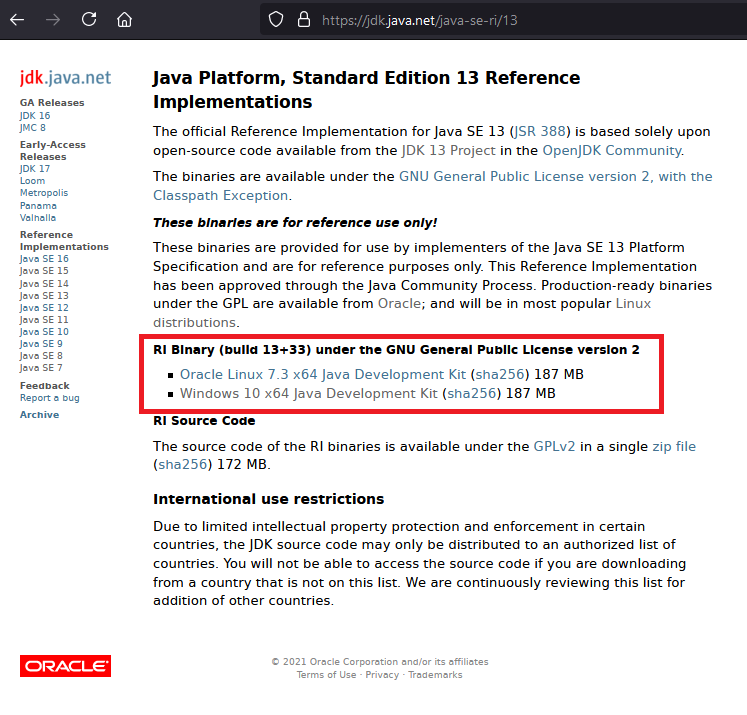 https://jdk.java.net/java-se-ri/13
jdk.java.net
GA Releases
JDK 16
JMC 8
Early-Access
Releases
JDK 17
Loom
Metropolis
Panama
Valhalla
Reference
Implementations
Java SE 16
Java SE 15
Java SE 14
Java SE 13
Java SE 12
Java SE 11
Java SE 10
Java SE 9
Java SE 8
Java SE 7
Feedback
Report a bug
Archive
Java Platform, Standard Edition 13 Reference
Implementations
The official Reference Implementation for Java SE 13 (JSR 388) is based solely upon
open-source code available from the JDK 13 Project in the OpenJDK Community.
The binaries are available under the GNU General Public License version 2, with the
Classpath Exception.
These binaries are for reference use only!
These binaries are provided for use by implementers of the Java SE 13 Platform
Specification and are for reference purposes only. This Reference Implementation
has been approved through the Java Community Process. Production-ready binaries
under the GPL are available from Oracle; and will be in most popular Linux
distributions.
RI Binary (build 13+33) under the GNU General Public License version 2
Oracle Linux 7.3 x64 Java Development Kit (sha256) 187 MB
Windows 10 x64 Java Development Kit (sha256) 187 MB
RI Source Code
The source code of the RI binaries is available under the GPLv2 in a single zip file
(sha256) 172 MB.
International use restrictions
Due to limited intellectual property protection and enforcement in certain
countries, the JDK source code may only be distributed to an authorized list of
countries. You will not be able to access the source code if you are downloading
from a country that is not on this list. We are continuously reviewing this list for
addition of other countries.
ORACLE
© 2021 Oracle Corporation and/or its affiliates
Terms of Use · Privacy · Trademarks